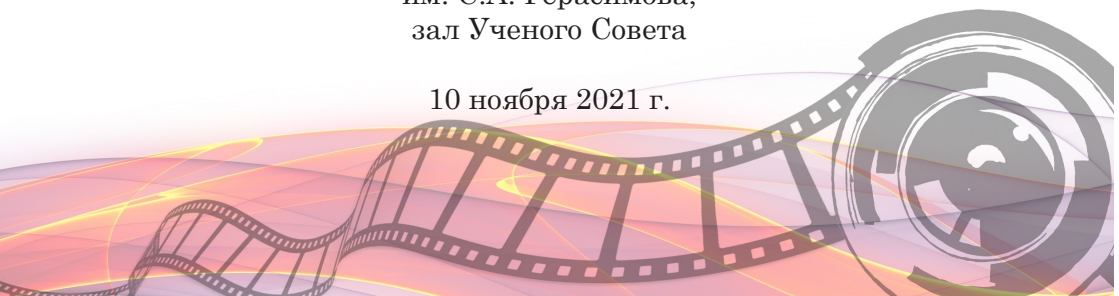 им. С.А. Герасимова,
зал Ученого Совета
10 ноября 2021 г.